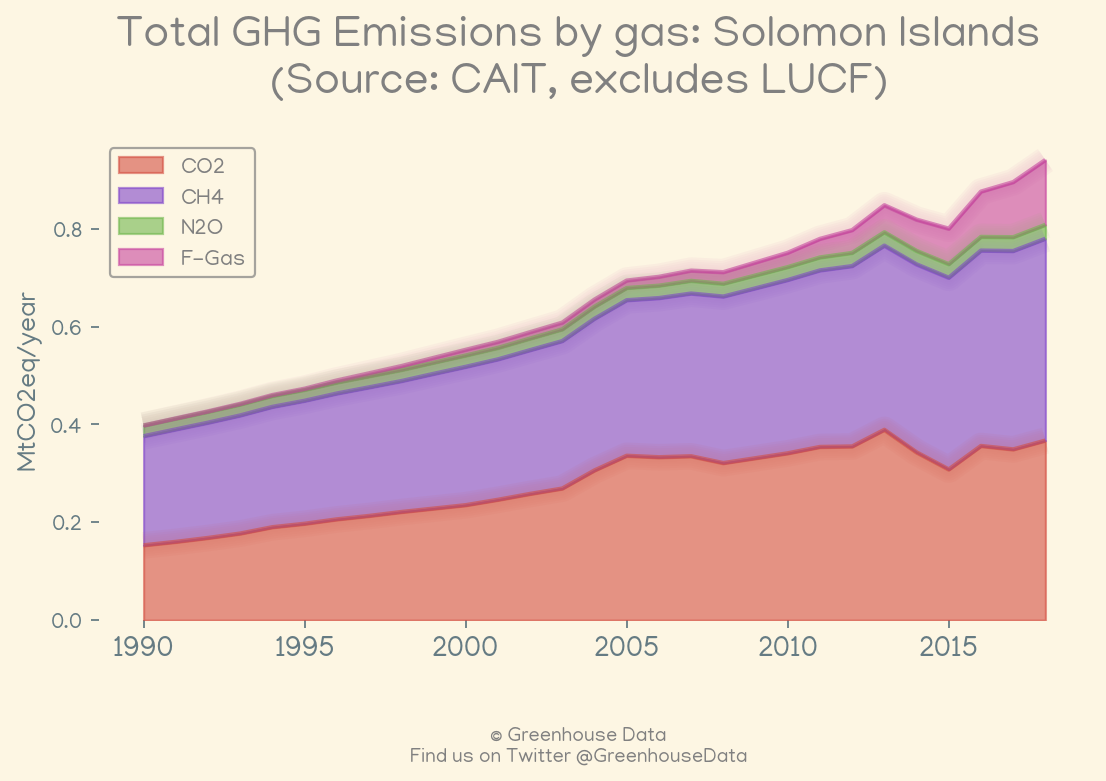 Total GHG Emissions by gas: Solomon Islands
(Source: CAIT, excludes LUCF)
CO2
CH4
N2O
F-Gas
MtCO2eq/year
0.8
0.6
0.4
0.2
0.0
1990 1995 2000 2005 2010 2015
© Greenhouse Data
Find us on Twitter @GreenhouseData